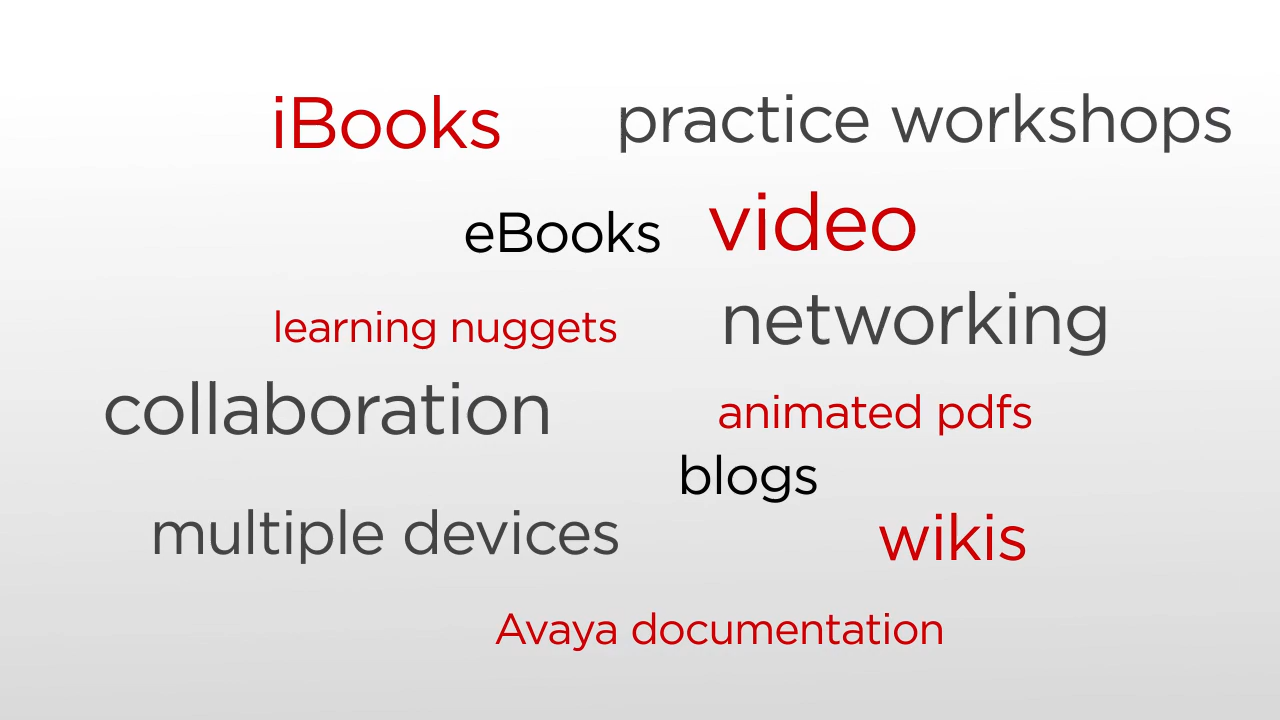 iBooks
practice workshops
eBooks
video
learning nuggets
networking
collaboration
animated pdfs
blogs
multiple devices
wikis
Avaya documentation